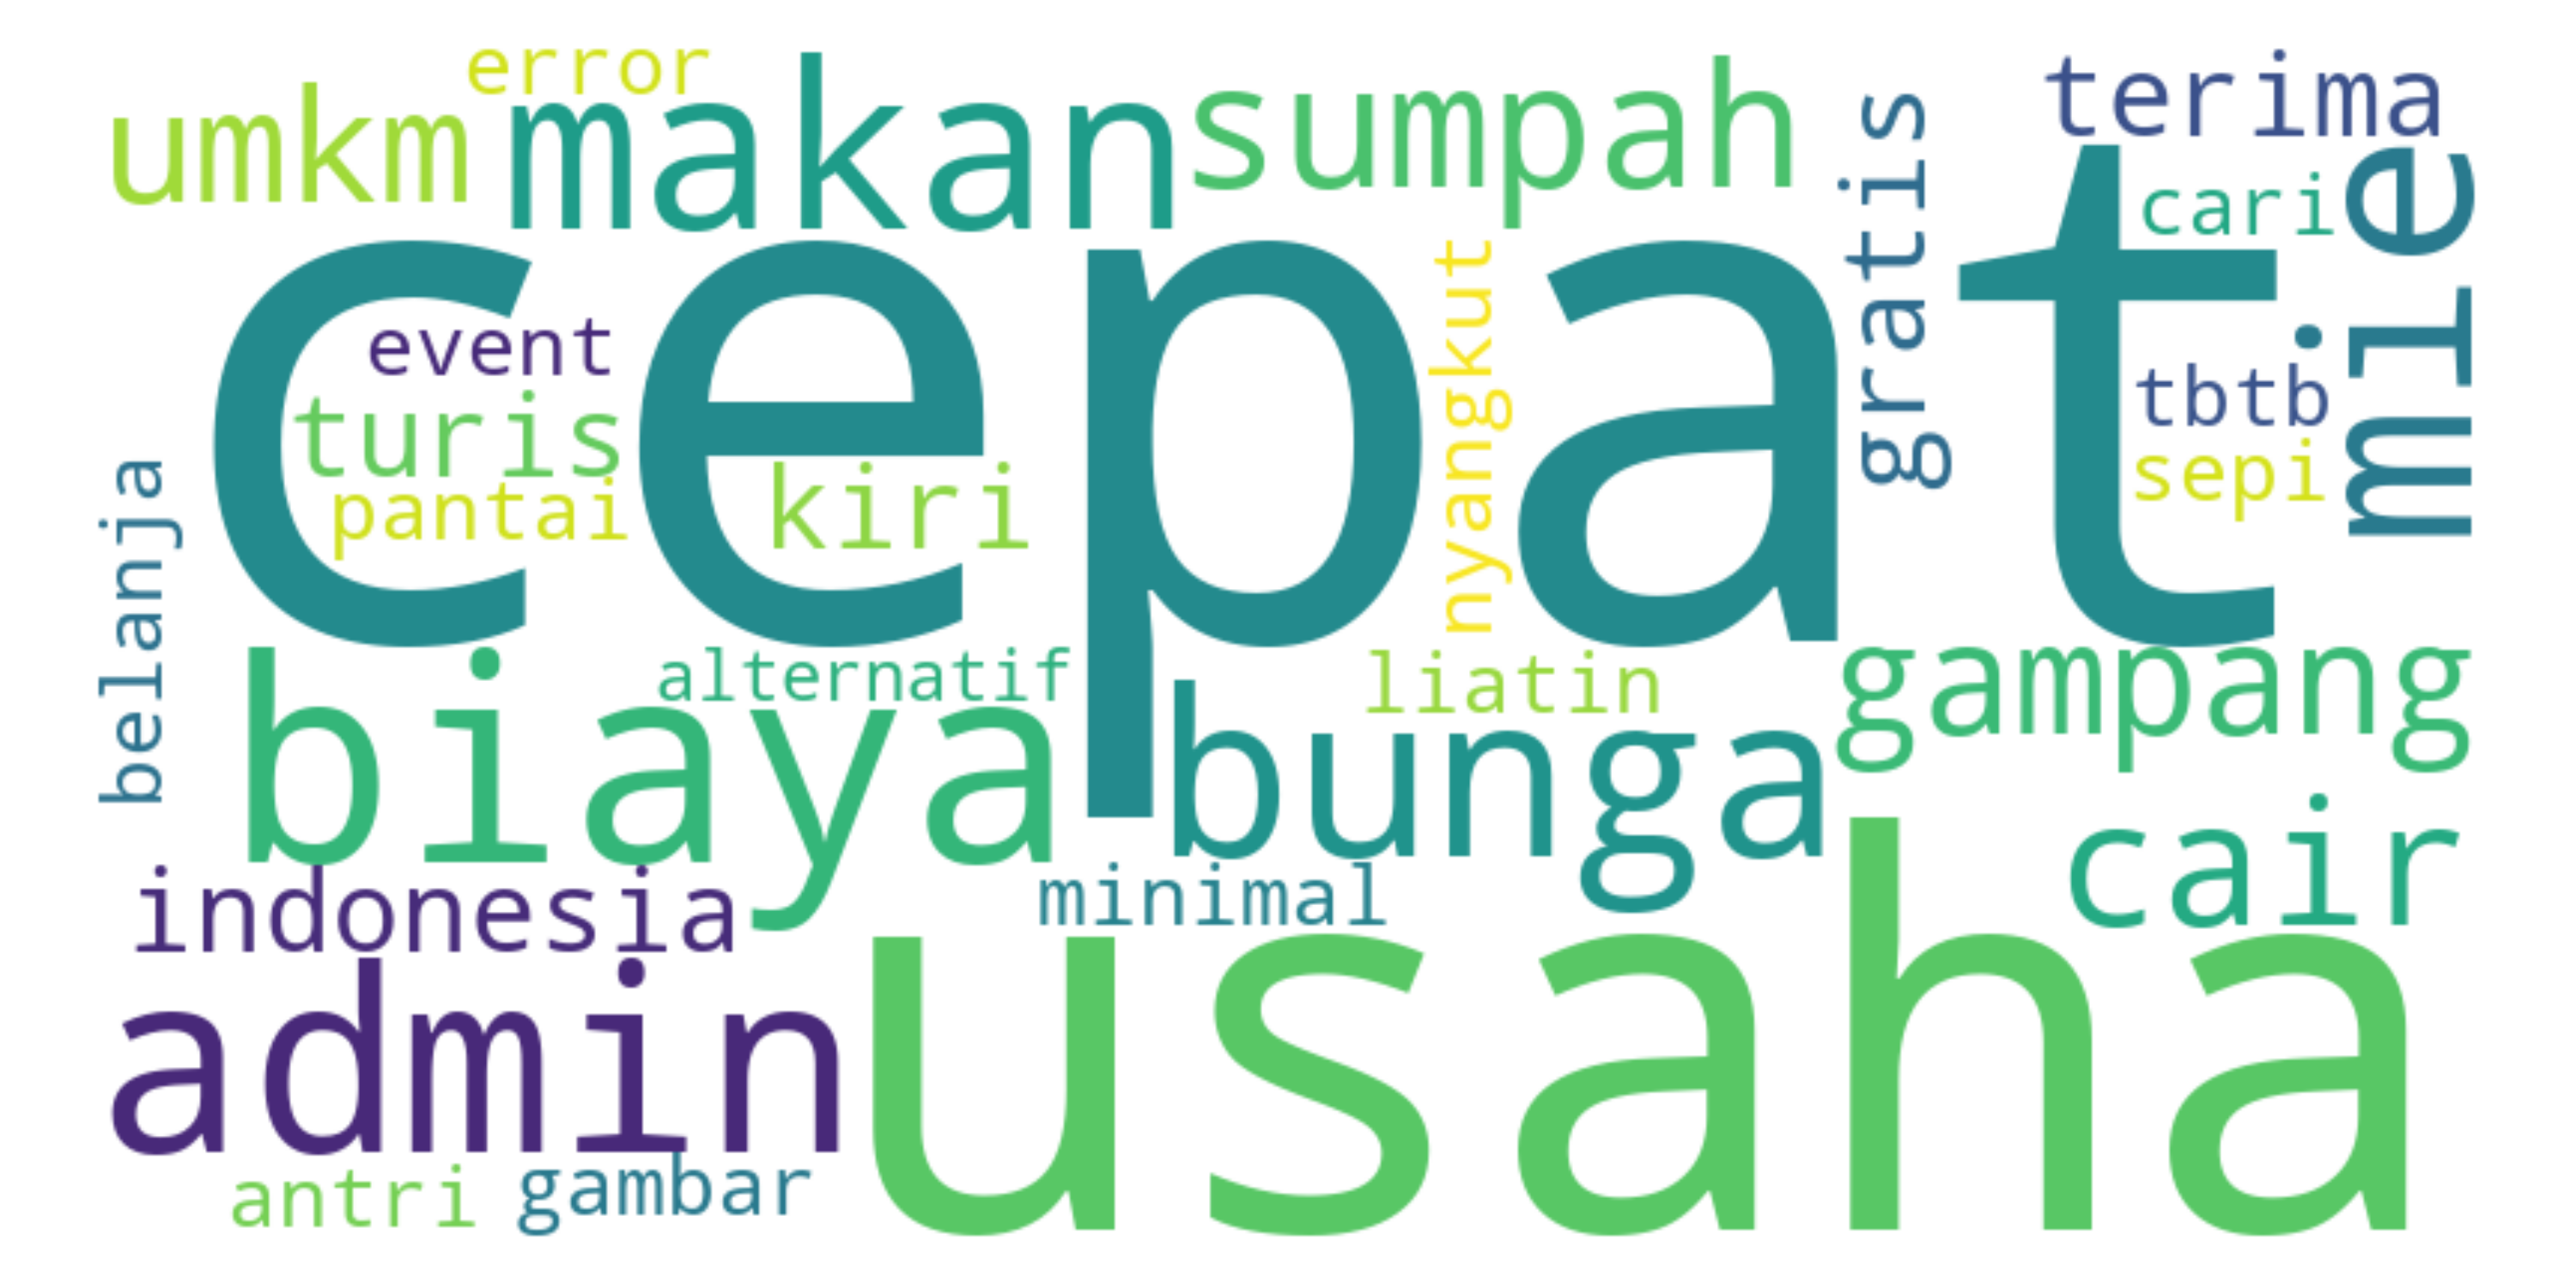 error
umkm
makan
sumpah
terima
gratis
cari
mie
cepat
event
turis
pantai
kiri
nyangkut
tbtb
sepi
belanja
biaya
alternatif
liatin
gampang
bunga
cair
indonesia
minimal
admin
usaha
antri
gambar